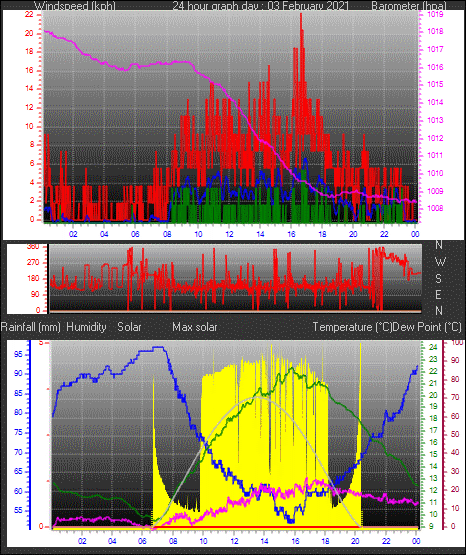 Windspeed (kph) 24 hour graph day : 03 February 2021 Barometer (hpa)
22 1019
20 1018
18 1017
16 1016
14 1015
12 1014
10 1013
8 1012
6 1011
4 1010
2 1009
0 1008
02 04 06 08 10 12 14 16 18 20 22 00
360 N
270 W
180 S
90 E
0 N
Rainfall (mm) Humidity Solar Max solar Temperature (°C) Dew Point (°C)
95 5 24 100
90 23 90
85 22 80
80 21 70
75 20 60
70 19 50
65 18 40
60 17 30
55 16 20
15 10
14 0
13
12
11
10
9
0
02 04 06 08 10 12 14 16 18 20 22 00